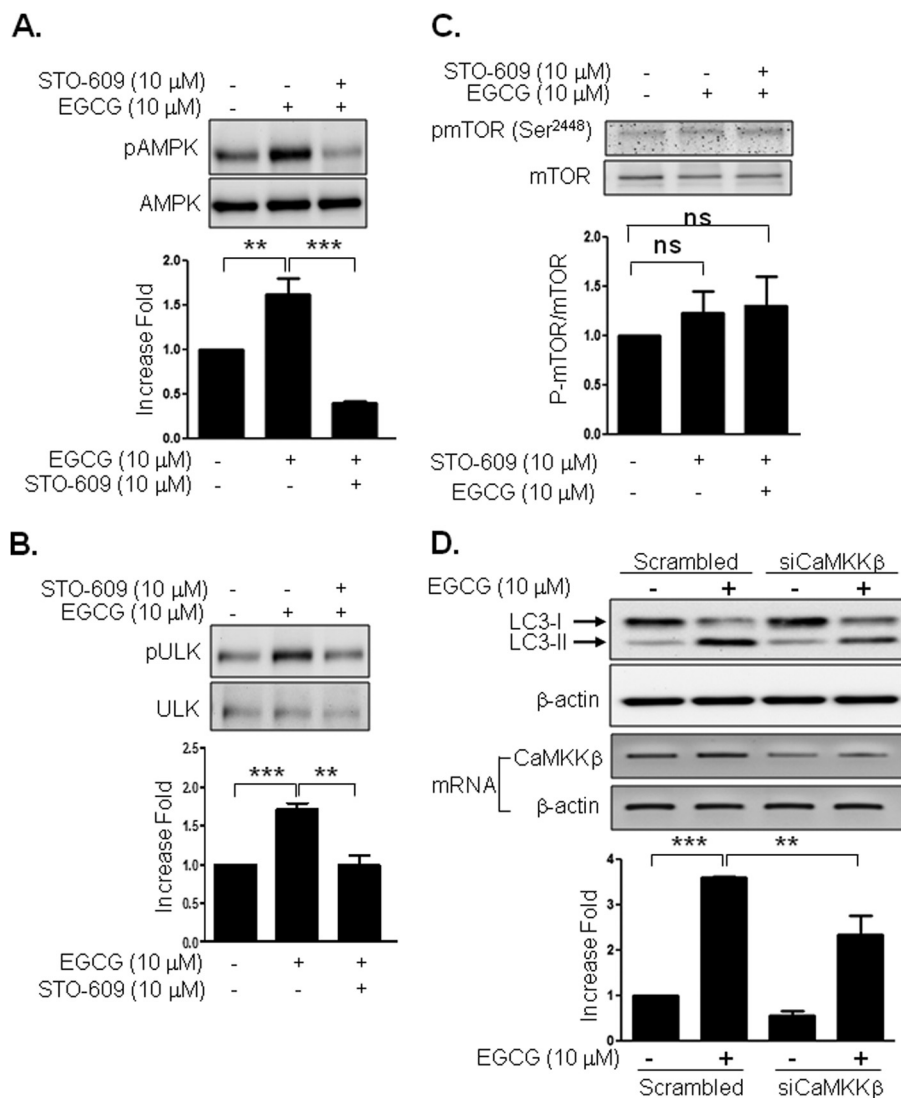 A.
STO-609 (10 µM) - - +
EGCG (10 µM) - + +
pAMPK
AMPK
** ***
Increase Fold
2.0
1.5
1.0
0.5
0.0
EGCG (10 µM) - + +
STO-609 (10 µM) - - +
B.
STO-609 (10 µM) - - +
EGCG (10 µM) - + +
pULK
ULK
*** **
Increase Fold
2.5
2.0
1.5
1.0
0.5
0.0
EGCG (10 µM) - + +
STO-609 (10 µM) - - +
C.
STO-609 (10 µM) - - +
EGCG (10 µM) - + +
pmTOR (Ser2448)
mTOR
ns
ns
P-mTOR/mTOR
2.0
1.5
1.0
0.5
0.0
STO-609 (10 µM) - + +
EGCG (10 µM) - - +
D.
Scrambled siCaMKKβ
EGCG (10 µM) - + - +
LC3-I
LC3-II
β-actin
mRNA
CaMKKβ
β-actin
*** **
Increase Fold
4
3
2
1
0
EGCG (10 µM) - + - +
Scrambled siCaMKKβ